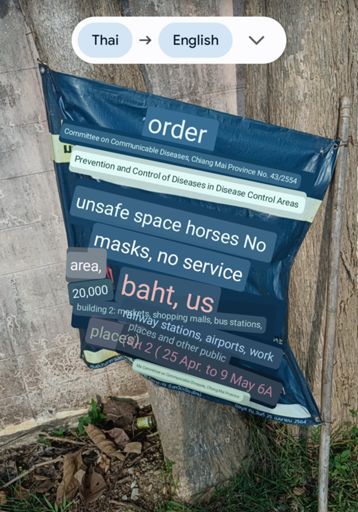 Thai → English
order
Committee on Communicable Diseases, Chiang Mai Province No. 43/2554
Prevention and Control of Diseases in Disease Control Areas
unsafe space horses No
masks, no service
area,
20,000
baht, us
building 2: markets, shopping malls, bus stations,
railway stations, airports, work
places and other public
places).
2 ( 25 Apr. to 9 May 6A
2564